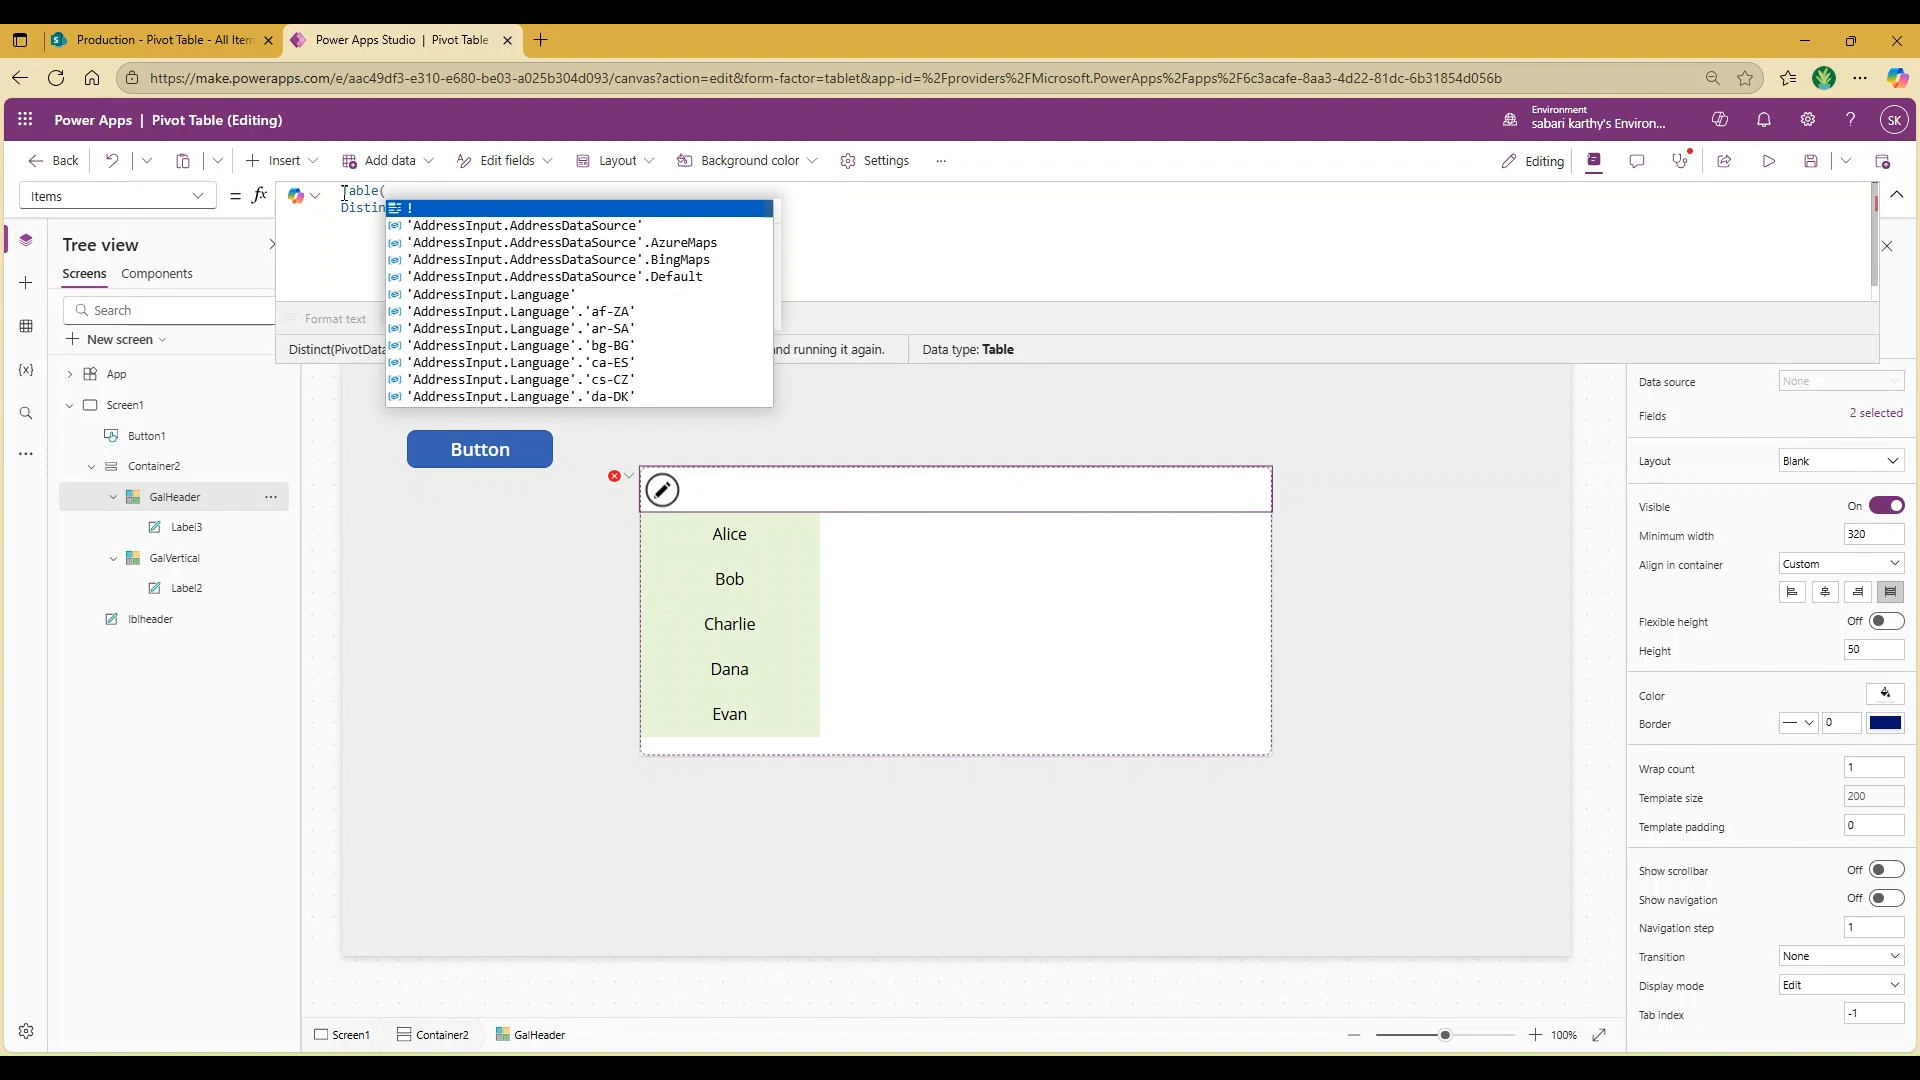 Production - Pivot Table - All Item
Power Apps Studio | Pivot Table
https://make.powerapps.com/e/aac49df3-e310-e680-be03-a025b304d093/canvas?action=edit&form-factor=tablet&app-id=%2Fproviders%2FMicrosoft.PowerApps%2Fapps%2F6c3acafe-8aa3-4d22-81dc-6b31854d056b
Power Apps | Pivot Table (Editing)
Environment
sabari karthy's Environ...
SK
Back
Insert
Add data
Edit fields
Layout
Background color
Settings
...
Editing
Items
=
fx
Table(
Distin
!
'AddressInput.AddressDataSource'
'AddressInput.AddressDataSource'.AzureMaps
'AddressInput.AddressDataSource'.BingMaps
'AddressInput.AddressDataSource'.Default
'AddressInput.Language'
'AddressInput.Language'.'af-ZA'
'AddressInput.Language'.'ar-SA'
'AddressInput.Language'.'bg-BG'
'AddressInput.Language'.'ca-ES'
'AddressInput.Language'.'cs-CZ'
'AddressInput.Language'.'da-DK'
Format text
Distinct(PivotData
nd running it again.
Data type: Table
Tree view
Screens
Components
Search
New screen
App
Screen1
Button1
Container2
GalHeader
Label3
GalVertical
Label2
lblheader
Button
Alice
Bob
Charlie
Dana
Evan
Data source
None
Fields
2 selected
Layout
Blank
Visible
On
Minimum width
320
Align in container
Custom
Flexible height
Off
Height
50
Color
Border
0
Wrap count
1
Template size
200
Template padding
0
Show scrollbar
Off
Show navigation
Off
Navigation step
1
Transition
None
Display mode
Edit
Tab index
-1
Screen1
Container2
GalHeader
100%